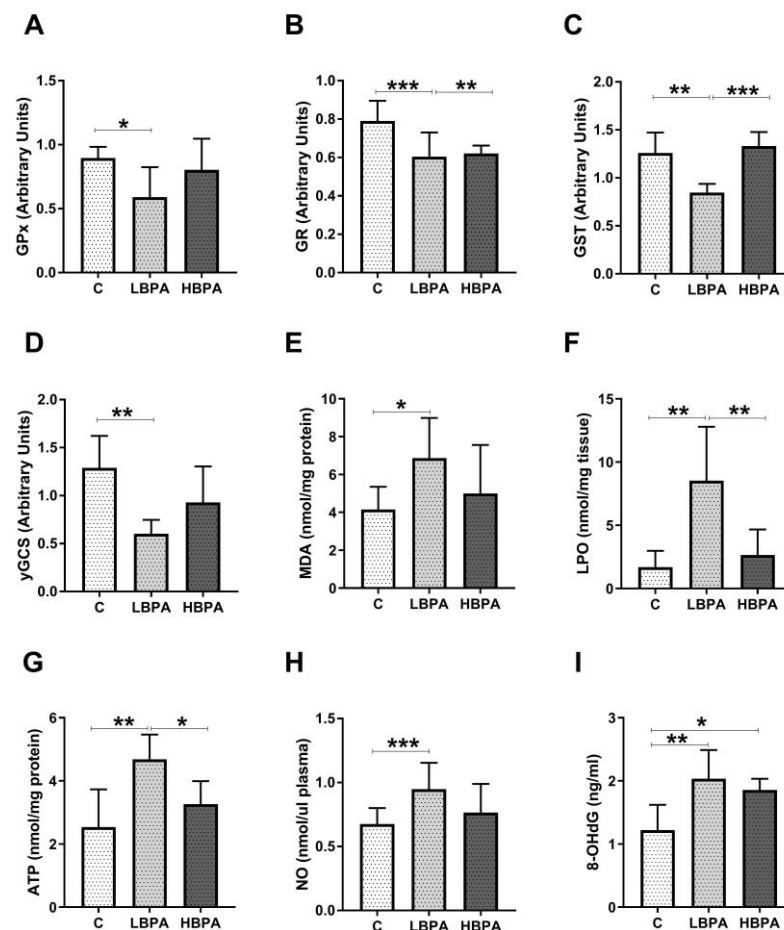 A
GPx (Arbitrary Units)
1.5
1.0
0.5
0.0
*
C LBPA HBPA
B
GR (Arbitrary Units)
1.0
0.8
0.6
0.4
0.2
0.0
*** **
C LBPA HBPA
C
GST (Arbitrary Units)
2.0
1.5
1.0
0.5
0.0
** ***
C LBPA HBPA
D
yGCS (Arbitrary Units)
2.0
1.5
1.0
0.5
0.0
**
C LBPA HBPA
E
MDA (nmol/mg protein)
10
8
6
4
2
0
*
C LBPA HBPA
F
LPO (nmol/mg tissue)
15
10
5
0
** **
C LBPA HBPA
G
ATP (nmol/mg protein)
6
4
2
0
** *
C LBPA HBPA
H
NO (nmol/ul plasma)
1.5
1.0
0.5
0.0
***
C LBPA HBPA
I
8-OHdG (ng/ml)
3
2
1
0
*
**
C LBPA HBPA